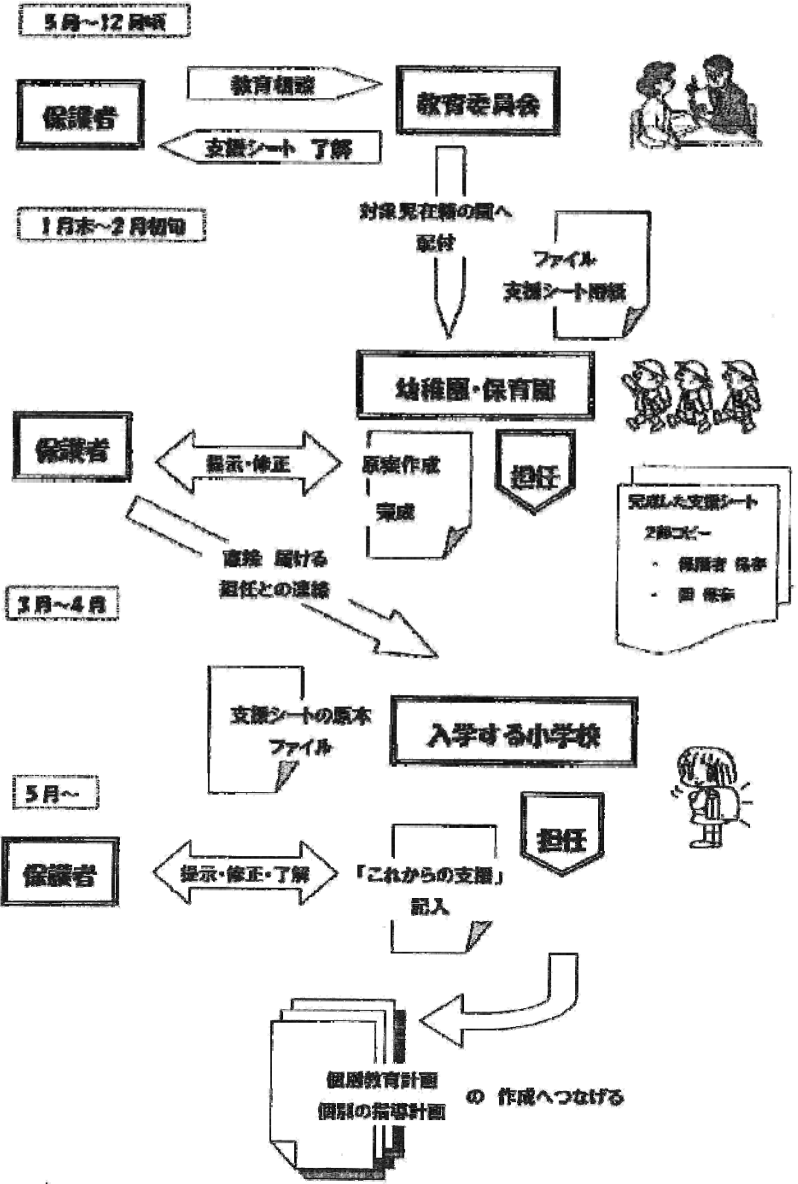 5月～12月頃
教育相談
保護者
教育委員会
支援シート 了解
1月末～2月初旬
対象児在籍の園へ
配付
ファイル
支援シート用紙
幼稚園・保育園
保護者
提示・修正
原案作成
完成
担任
完成した支援シート
2部コピー
・ 保護者 保存
・ 園 保存
直接 届ける
担任との連絡
3月～4月
支援シートの原本
ファイル
入学する小学校
5月～
担任
保護者
提示・修正・了解
「これからの支援」
記入
個別教育計画
個別の指導計画
の 作成へつなげる